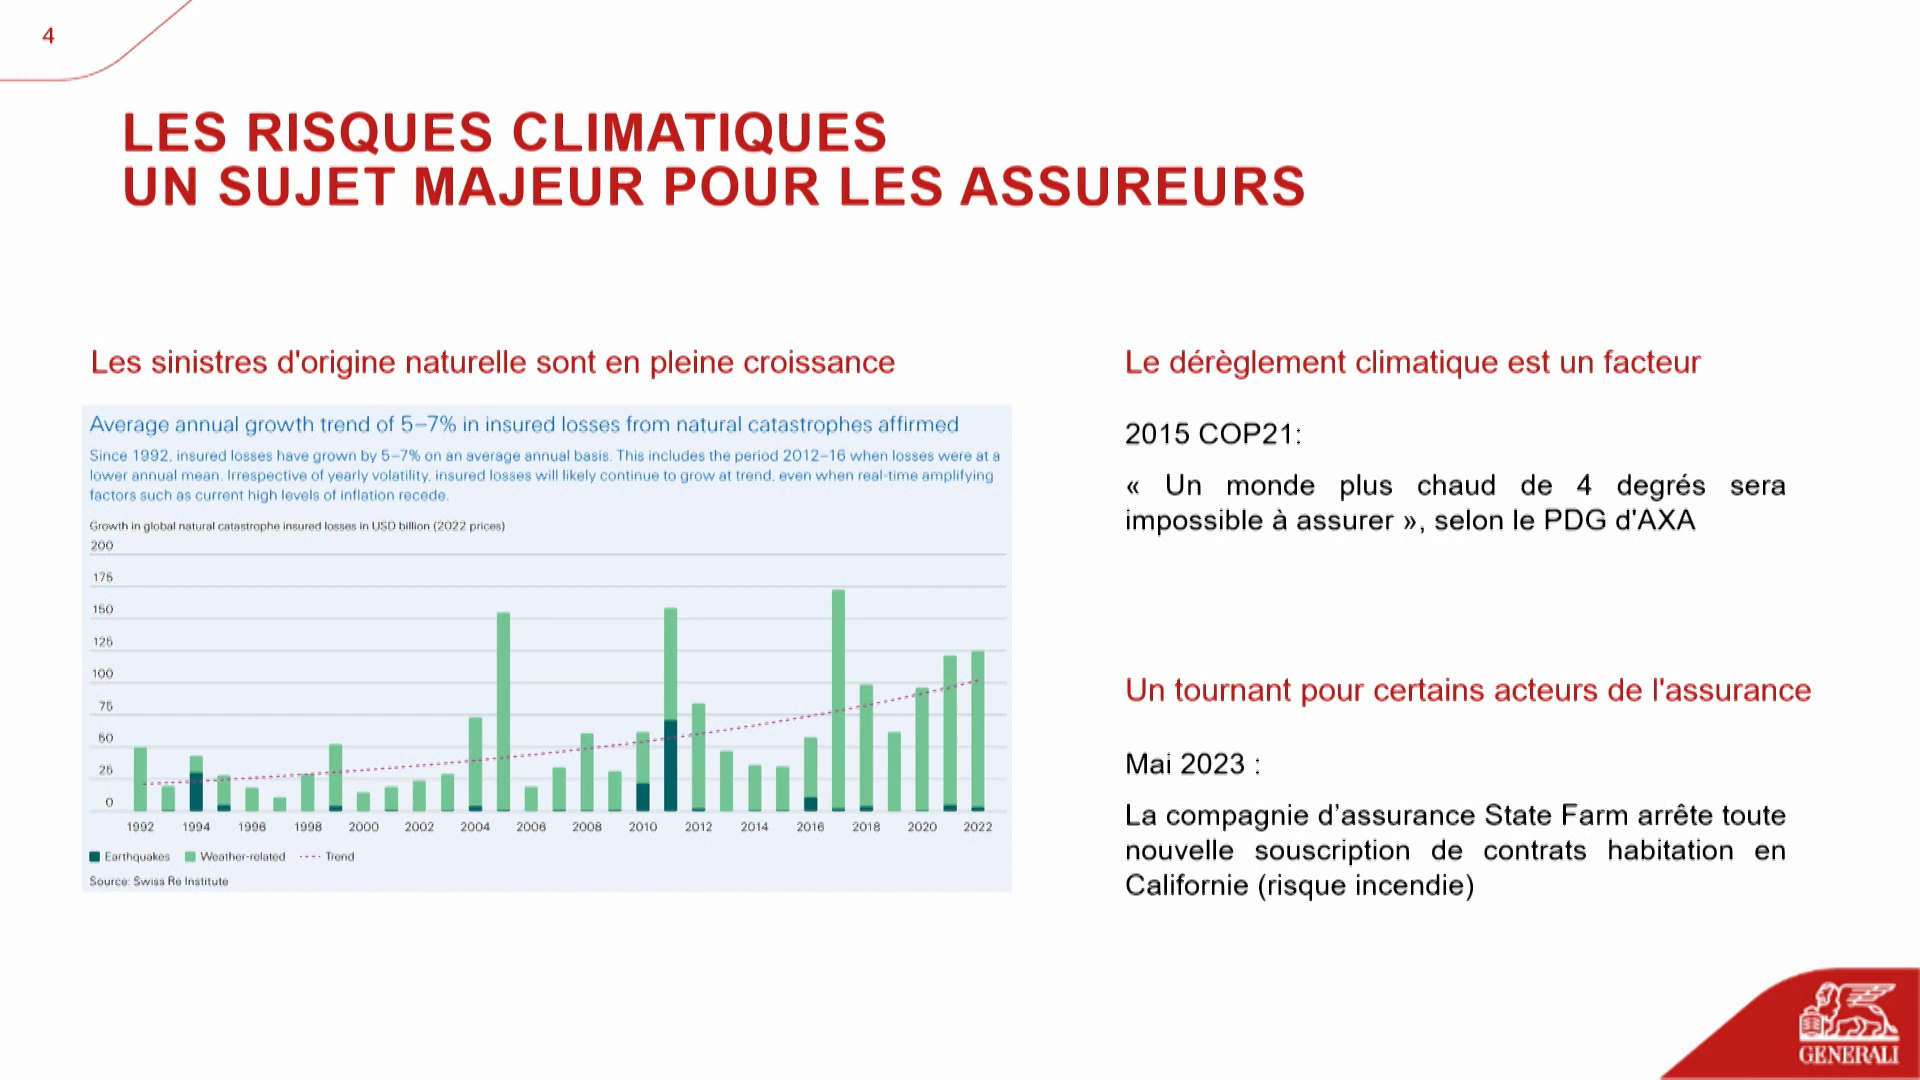 4
LES RISQUES CLIMATIQUES
UN SUJET MAJEUR POUR LES ASSUREURS
Les sinistres d'origine naturelle sont en pleine croissance
Average annual growth trend of 5–7% in insured losses from natural catastrophes affirmed
Since 1992, insured losses have grown by 5–7% on an average annual basis. This includes the period 2012–16 when losses were at a
lower annual mean. Irrespective of yearly volatility, insured losses will likely continue to grow at trend, even when real-time amplifying
factors such as current high levels of inflation recede.
Growth in global natural catastrophe insured losses in USD billion (2022 prices)
200
175
150
125
100
75
50
25
0
1992 1994 1996 1998 2000 2002 2004 2006 2008 2010 2012 2014 2016 2018 2020 2022
Earthquakes Weather-related Trend
Source: Swiss Re Institute
Le dérèglement climatique est un facteur
2015 COP21:
« Un monde plus chaud de 4 degrés sera
impossible à assurer », selon le PDG d'AXA
Un tournant pour certains acteurs de l'assurance
Mai 2023 :
La compagnie d’assurance State Farm arrête toute
nouvelle souscription de contrats habitation en
Californie (risque incendie)
GENERALI